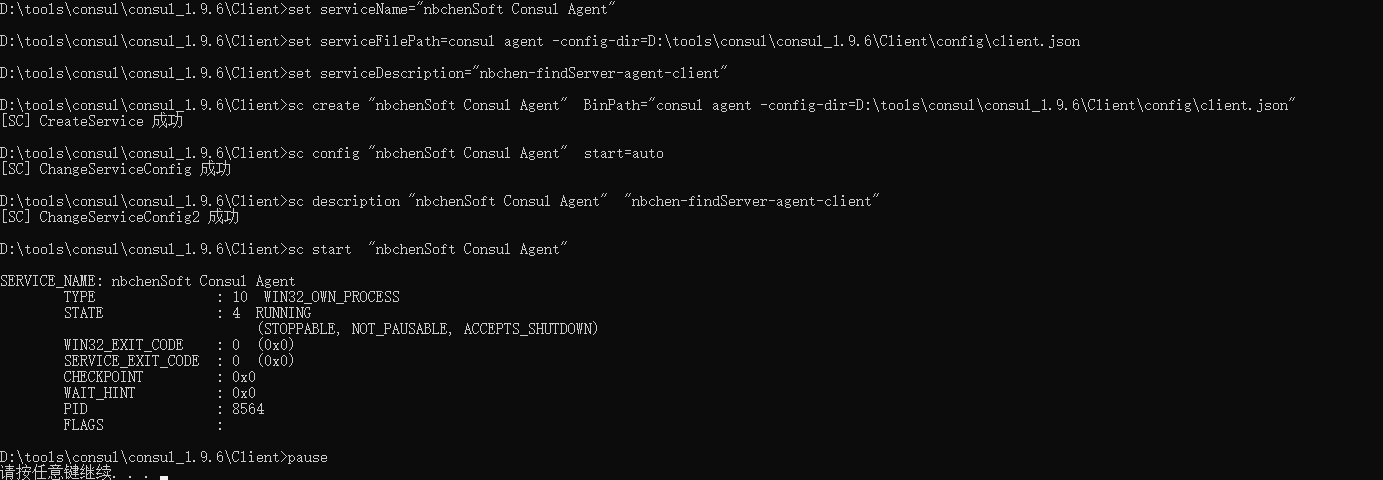 D:\tools\consul\consul_1.9.6\Client>set serviceName="nbchenSoft Consul Agent"
D:\tools\consul\consul_1.9.6\Client>set serviceFilePath=consul agent -config-dir=D:\tools\consul\consul_1.9.6\Client\config\client.json
D:\tools\consul\consul_1.9.6\Client>set serviceDescription="nbchen-findServer-agent-client"
D:\tools\consul\consul_1.9.6\Client>sc create "nbchenSoft Consul Agent"  BinPath="consul agent -config-dir=D:\tools\consul\consul_1.9.6\Client\config\client.json"
[SC] CreateService 成功
D:\tools\consul\consul_1.9.6\Client>sc config "nbchenSoft Consul Agent"  start=auto
[SC] ChangeServiceConfig 成功
D:\tools\consul\consul_1.9.6\Client>sc description "nbchenSoft Consul Agent"  "nbchen-findServer-agent-client"
[SC] ChangeServiceConfig2 成功
D:\tools\consul\consul_1.9.6\Client>sc start  "nbchenSoft Consul Agent"
SERVICE_NAME: nbchenSoft Consul Agent
        TYPE               : 10  WIN32_OWN_PROCESS
        STATE              : 4  RUNNING
                                (STOPPABLE, NOT_PAUSABLE, ACCEPTS_SHUTDOWN)
        WIN32_EXIT_CODE    : 0  (0x0)
        SERVICE_EXIT_CODE  : 0  (0x0)
        CHECKPOINT         : 0x0
        WAIT_HINT          : 0x0
        PID                : 8564
        FLAGS              :
D:\tools\consul\consul_1.9.6\Client>pause
请按任意键继续. . .